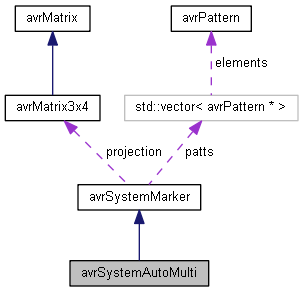 avrMatrix
avrPattern
elements
avrMatrix3x4
std::vector< avrPattern * >
projection
patts
avrSystemMarker
avrSystemAutoMulti